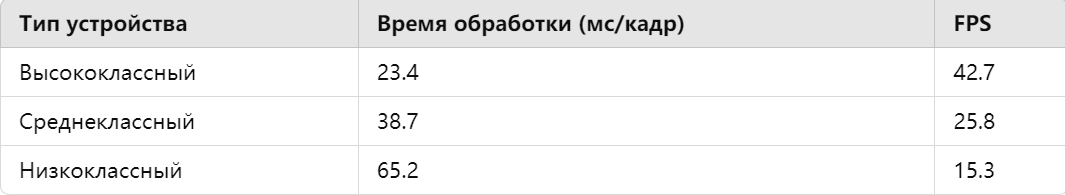 Тип устройства Время обработки (мс/кадр) FPS
Высококлассный 23.4 42.7
Среднеклассный 38.7 25.8
Низкоклассный 65.2 15.3